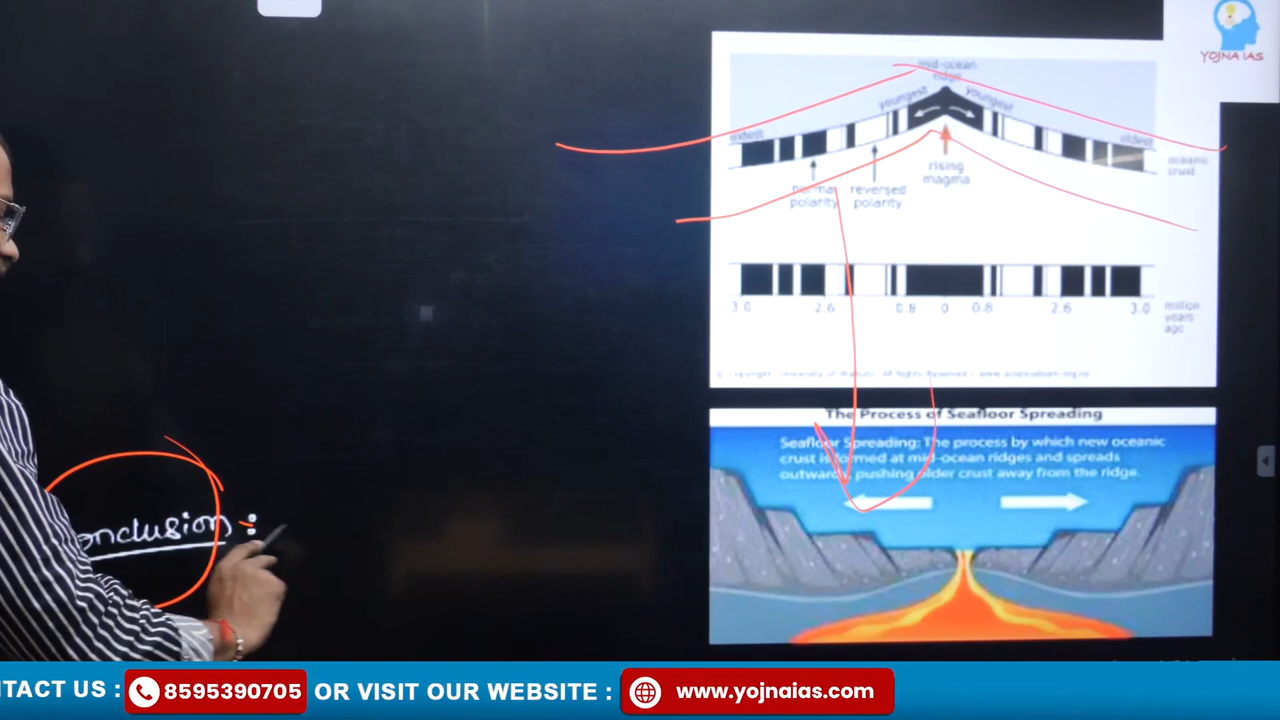 YOJNA IAS
mid-ocean
ridge
youngest youngest
oldest oldest
oceanic
crust
rising
magma
normal
polarity
reversed
polarity
3.0 2.6 0.8 0 0.8 2.6 3.0
million
years
ago
The Process of Seafloor Spreading
Seafloor Spreading: The process by which new oceanic
crust is formed at mid-ocean ridges and spreads
outward, pushing older crust away from the ridge.
onclusion :
NTACT US : 8595390705 OR VISIT OUR WEBSITE : www.yojnaias.com